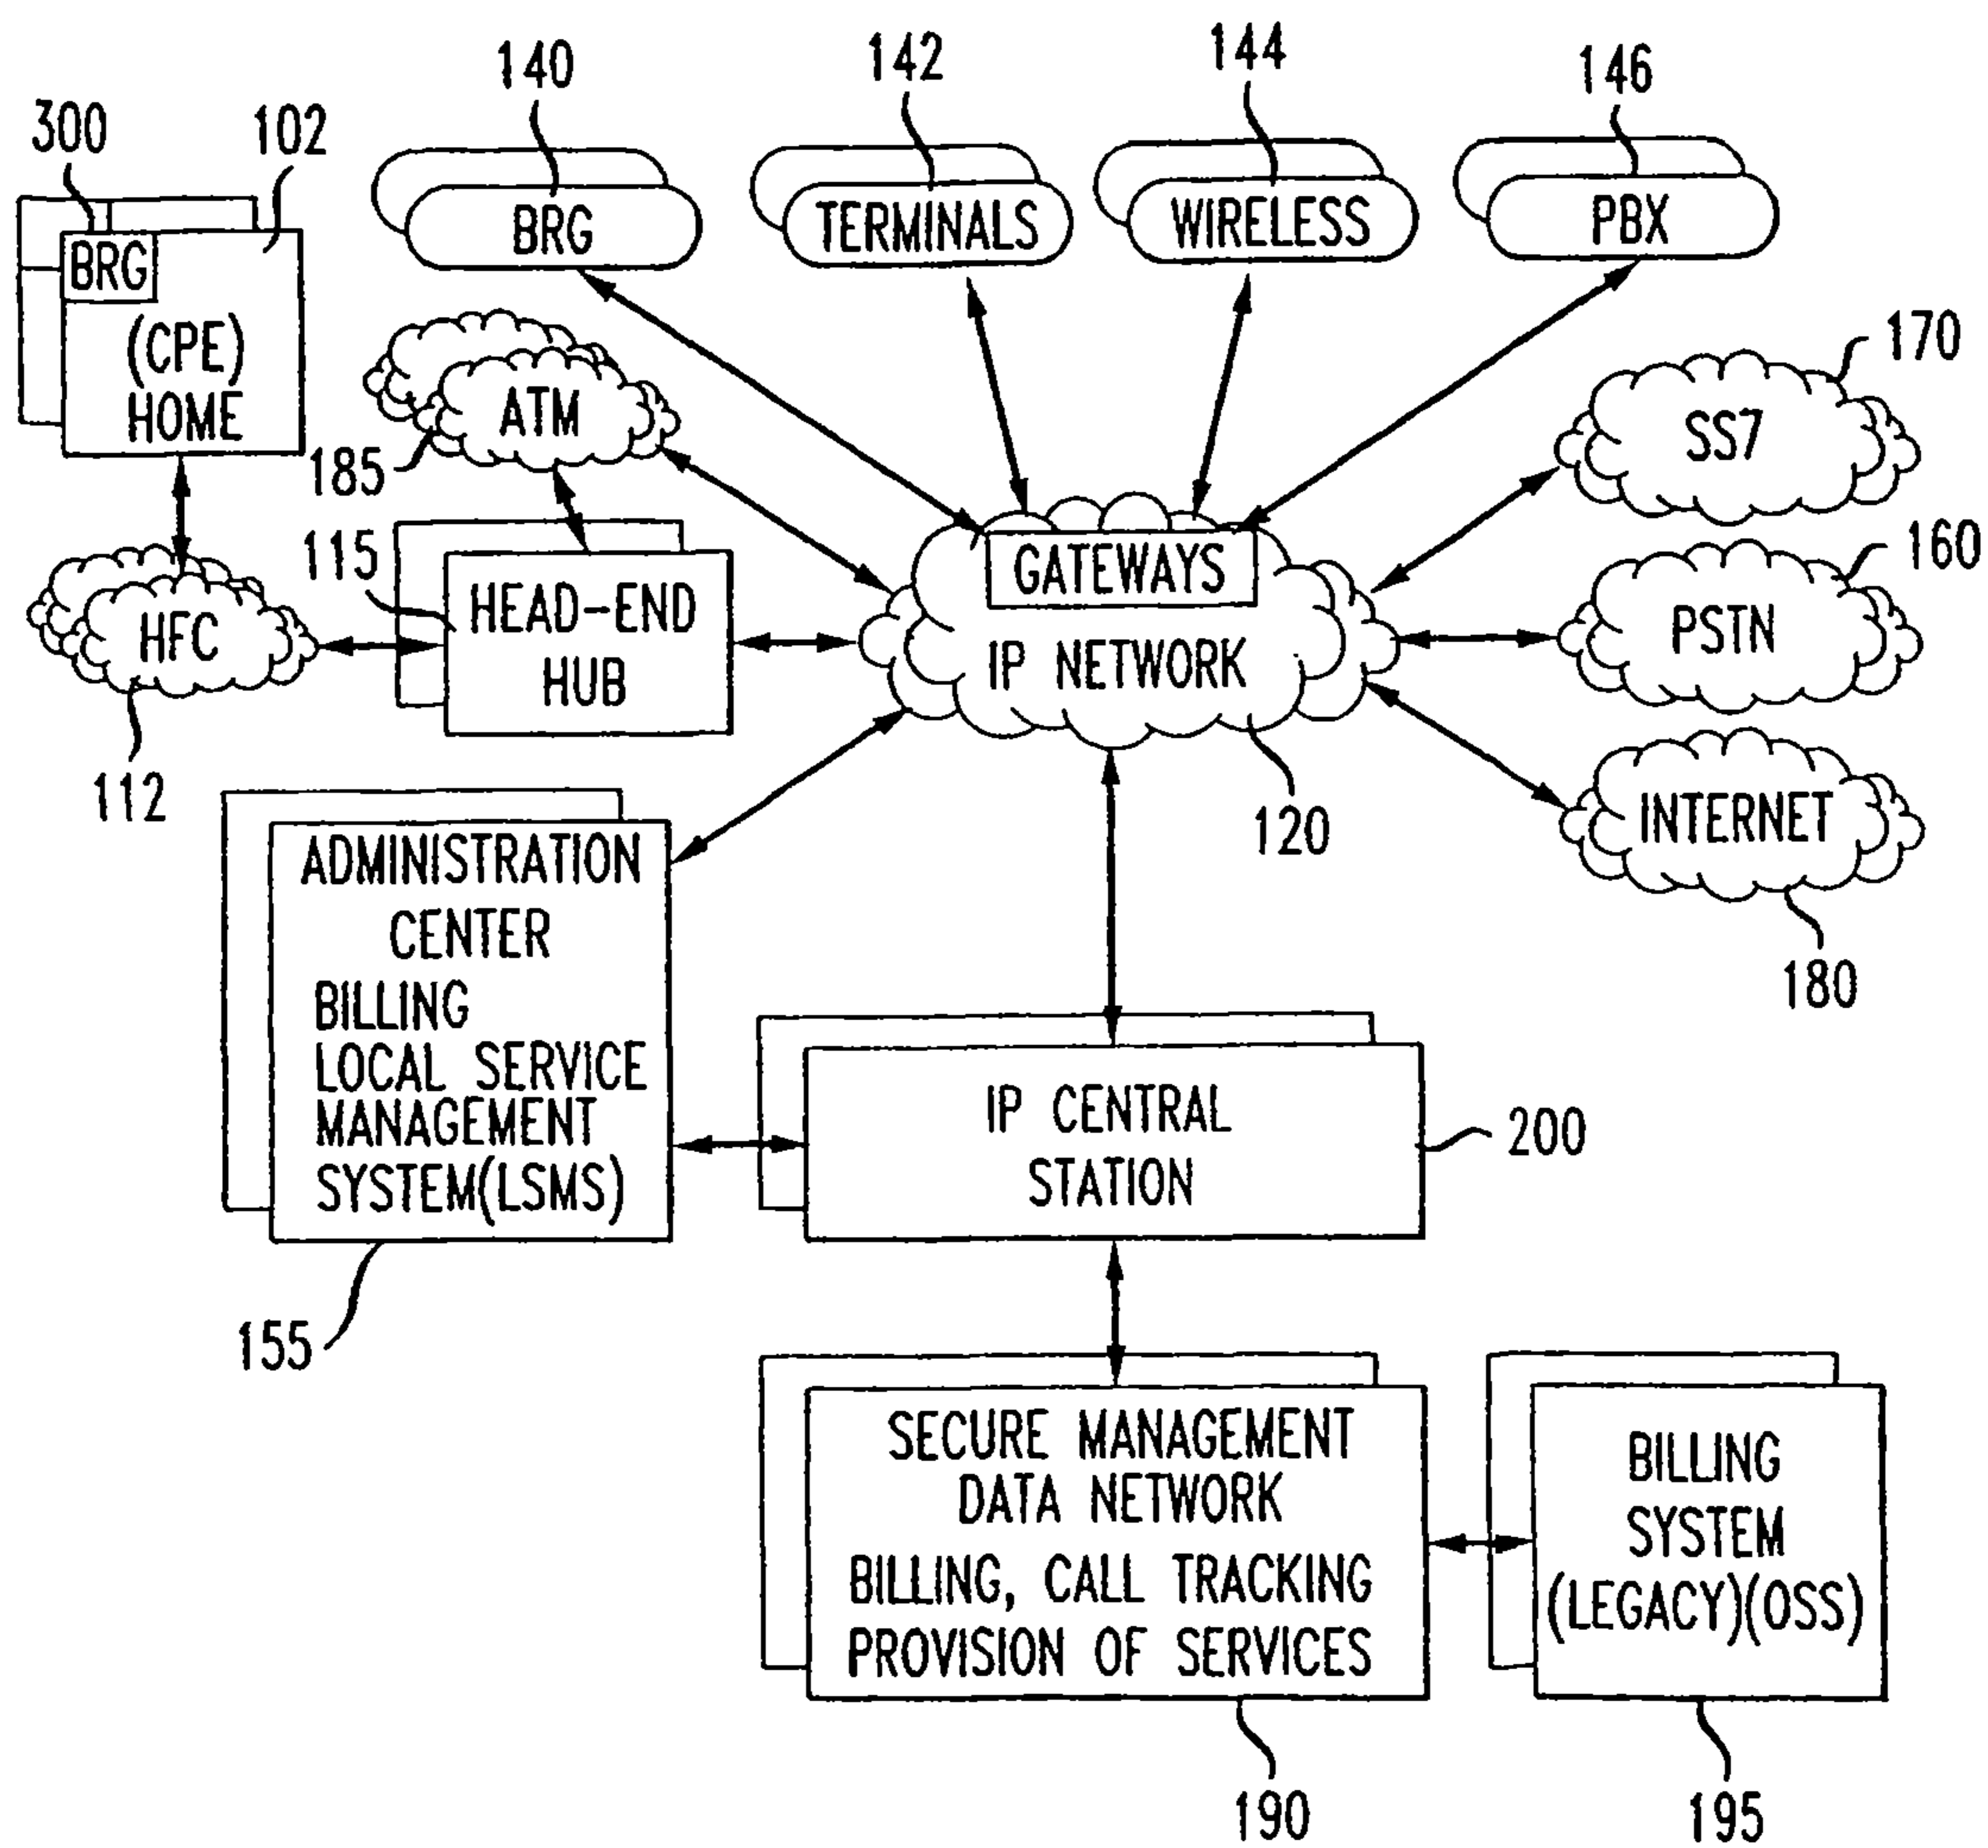 140
142
144
146
300
102
BRG
TERMINALS
WIRELESS
PBX
BRG
(CPE)
HOME
ATM
185
170
SS7
115
HEAD-END
HUB
GATEWAYS
IP NETWORK
160
PSTN
HFC
112
120
INTERNET
180
ADMINISTRATION
CENTER
BILLING
LOCAL SERVICE
MANAGEMENT
SYSTEM(LSMS)
155
IP CENTRAL
STATION
200
SECURE MANAGEMENT
DATA NETWORK
BILLING, CALL TRACKING
PROVISION OF SERVICES
190
BILLING
SYSTEM
(LEGACY)(OSS)
195